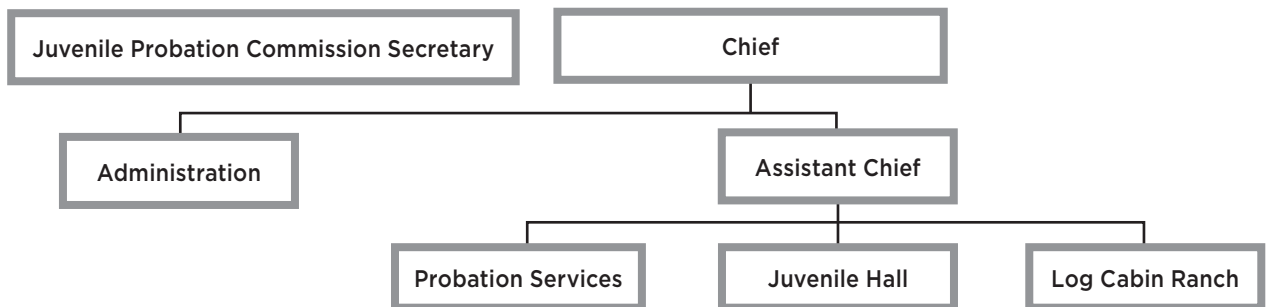 Juvenile Probation Commission Secretary
Chief
Administration
Assistant Chief
Probation Services
Juvenile Hall
Log Cabin Ranch